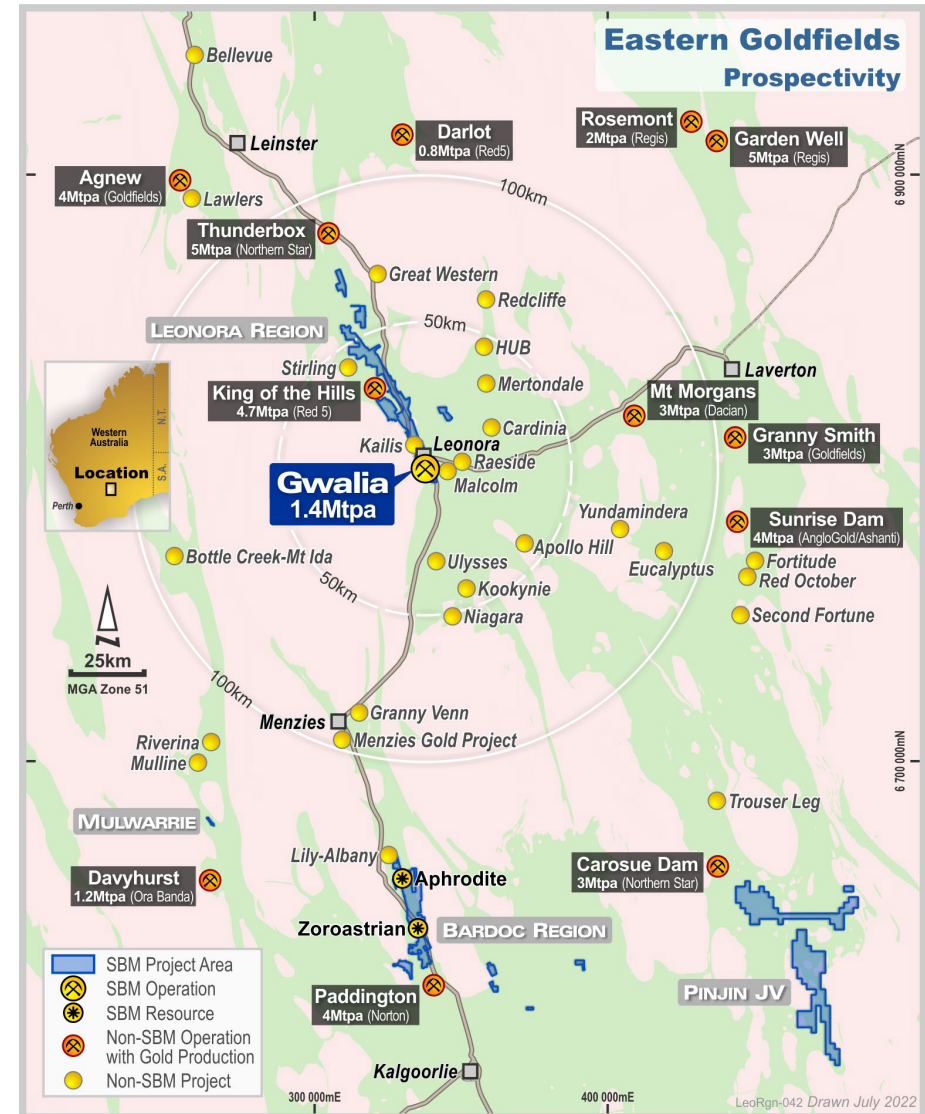 Eastern Goldfields
Prospectivity
Bellevue
Leinster
Darlot
0.8Mtpa (Red5)
Rosemont
2Mtpa (Regis)
Garden Well
5Mtpa (Regis)
6 900 000mN
Agnew
4Mtpa (Goldfields)
Lawlers
100km
Thunderbox
5Mtpa (Northern Star)
Great Western
Redcliffe
LEONORA REGION
50km
HUB
Stirling
King of the Hills
4.7Mtpa (Red 5)
Mertondale
Laverton
Mt Morgans
3Mtpa (Dacian)
Cardinia
Granny Smith
3Mtpa (Goldfields)
Kailis
Leonora
Raeside
Malcolm
Gwalia
1.4Mtpa
Western
Australia
N.T.
Location
S.A.
Perth
Yundamindera
Sunrise Dam
4Mtpa (AngloGold/Ashanti)
Bottle Creek-Mt Ida
Ulysses
Apollo Hill
Eucalyptus
Fortitude
Red October
50km
Kookynie
Niagara
Second Fortune
N
25km
MGA Zone 51
100km
Menzies
Granny Venn
Menzies Gold Project
Riverina
Mulline
6 700 000mN
Trouser Leg
MULWARRIE
Lily-Albany
Aphrodite
Carosue Dam
3Mtpa (Northern Star)
Davyhurst
1.2Mtpa (Ora Banda)
Zoroastrian
BARDOC REGION
PINJIN JV
Paddington
4Mtpa (Norton)
SBM Project Area
SBM Operation
SBM Resource
Non-SBM Operation
with Gold Production
Non-SBM Project
Kalgoorlie
300 000mE
400 000mE
LeoRgn-042 Drawn July 2022